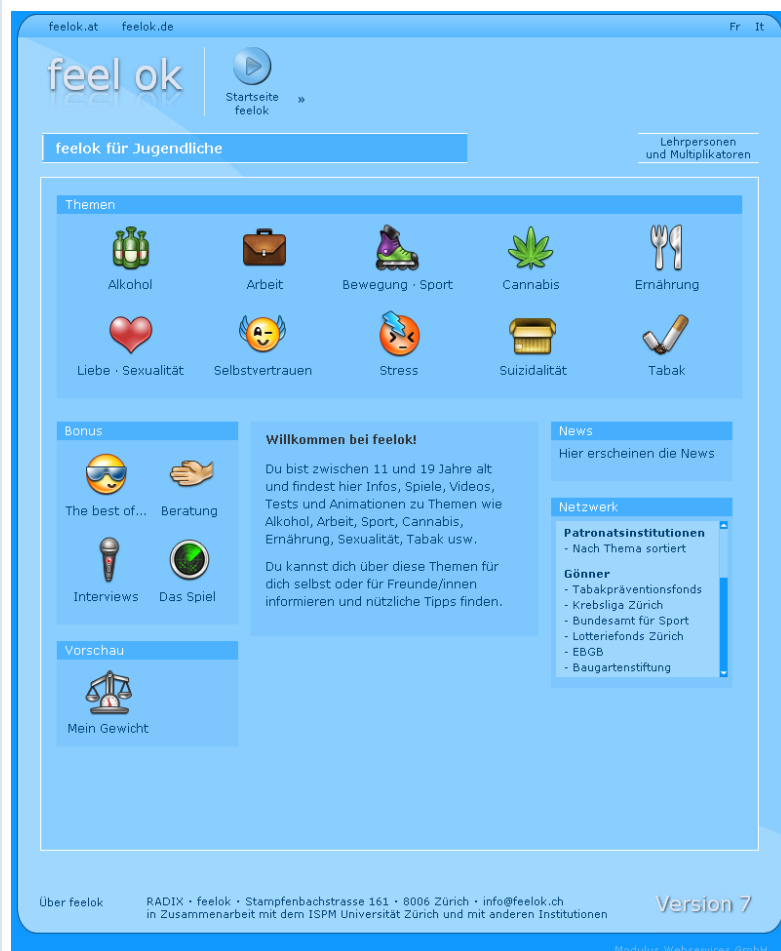 feelok.at feelok.de Fr It
feel ok
Startseite
feelok
»
feelok für Jugendliche
Lehrpersonen
und Multiplikatoren
Themen
Alkohol Arbeit Bewegung · Sport Cannabis Ernährung
Liebe · Sexualität Selbstvertrauen Stress Suizidalität Tabak
Bonus
The best of... Beratung
Interviews Das Spiel
Vorschau
Mein Gewicht
Willkommen bei feelok!
Du bist zwischen 11 und 19 Jahre alt
und findest hier Infos, Spiele, Videos,
Tests und Animationen zu Themen wie
Alkohol, Arbeit, Sport, Cannabis,
Ernährung, Sexualität, Tabak usw.
Du kannst dich über diese Themen für
dich selbst oder für Freunde/innen
informieren und nützliche Tipps finden.
News
Hier erscheinen die News
Netzwerk
Patronatsinstitutionen
- Nach Thema sortiert
Gönner
- Tabakpräventionsfonds
- Krebsliga Zürich
- Bundesamt für Sport
- Lotteriefonds Zürich
- EBGB
- Baugartenstiftung
Über feelok
RADIX · feelok · Stampfenbachstrasse 161 · 8006 Zürich · info@feelok.ch
in Zusammenarbeit mit dem ISPM Universität Zürich und mit anderen Institutionen
Version 7
Modulus Webservices GmbH